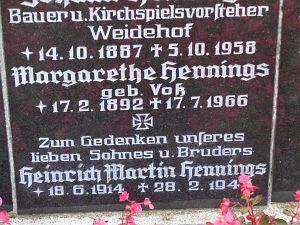 Bauer u. Kirchspielsvorsteher
Weidehof
✦ 14.10.1887 ✢ 5.10.1958
Margarethe Hennings
geb. Voß
✦ 17.2.1892 ✢ 17.7.1966
Zum Gedenken unseres
lieben Sohnes u. Bruders
Heinrich Martin Hennings
✦ 18.6.1914 ✢ 28.2.194